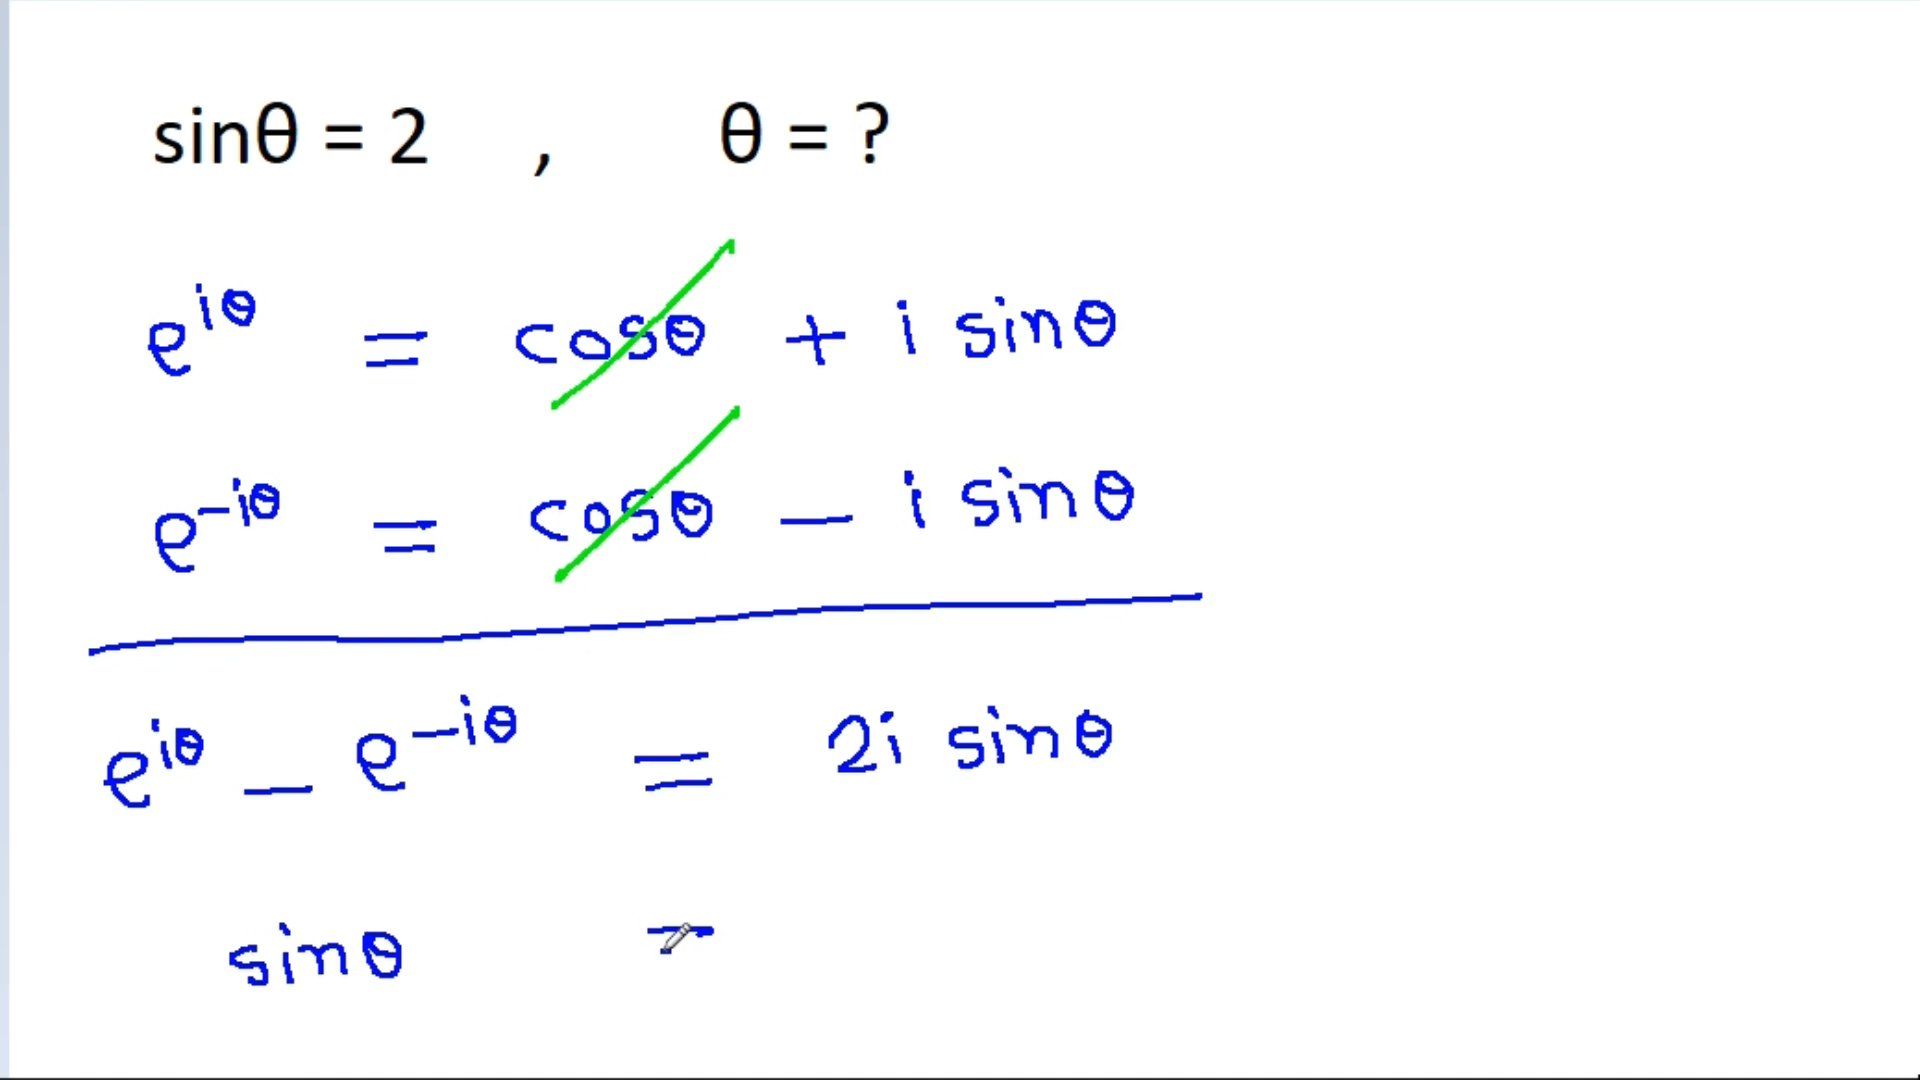 sinθ = 2 , θ = ?
e^{iθ} = cosθ + i sinθ
e^{-iθ} = cosθ - i sinθ
e^{iθ} - e^{-iθ} = 2i sinθ
sinθ =